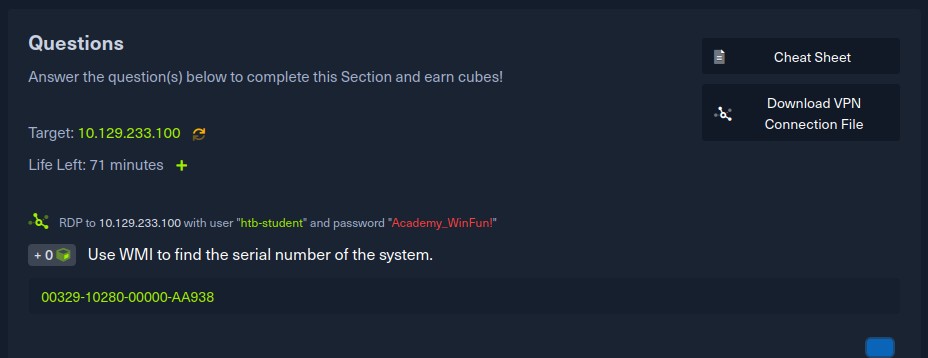 Questions
Answer the question(s) below to complete this Section and earn cubes!
Cheat Sheet
Download VPN
Connection File
Target: 10.129.233.100
Life Left: 71 minutes +
RDP to 10.129.233.100 with user "htb-student" and password "Academy_WinFun!"
+ 0 Use WMI to find the serial number of the system.
00329-10280-00000-AA938